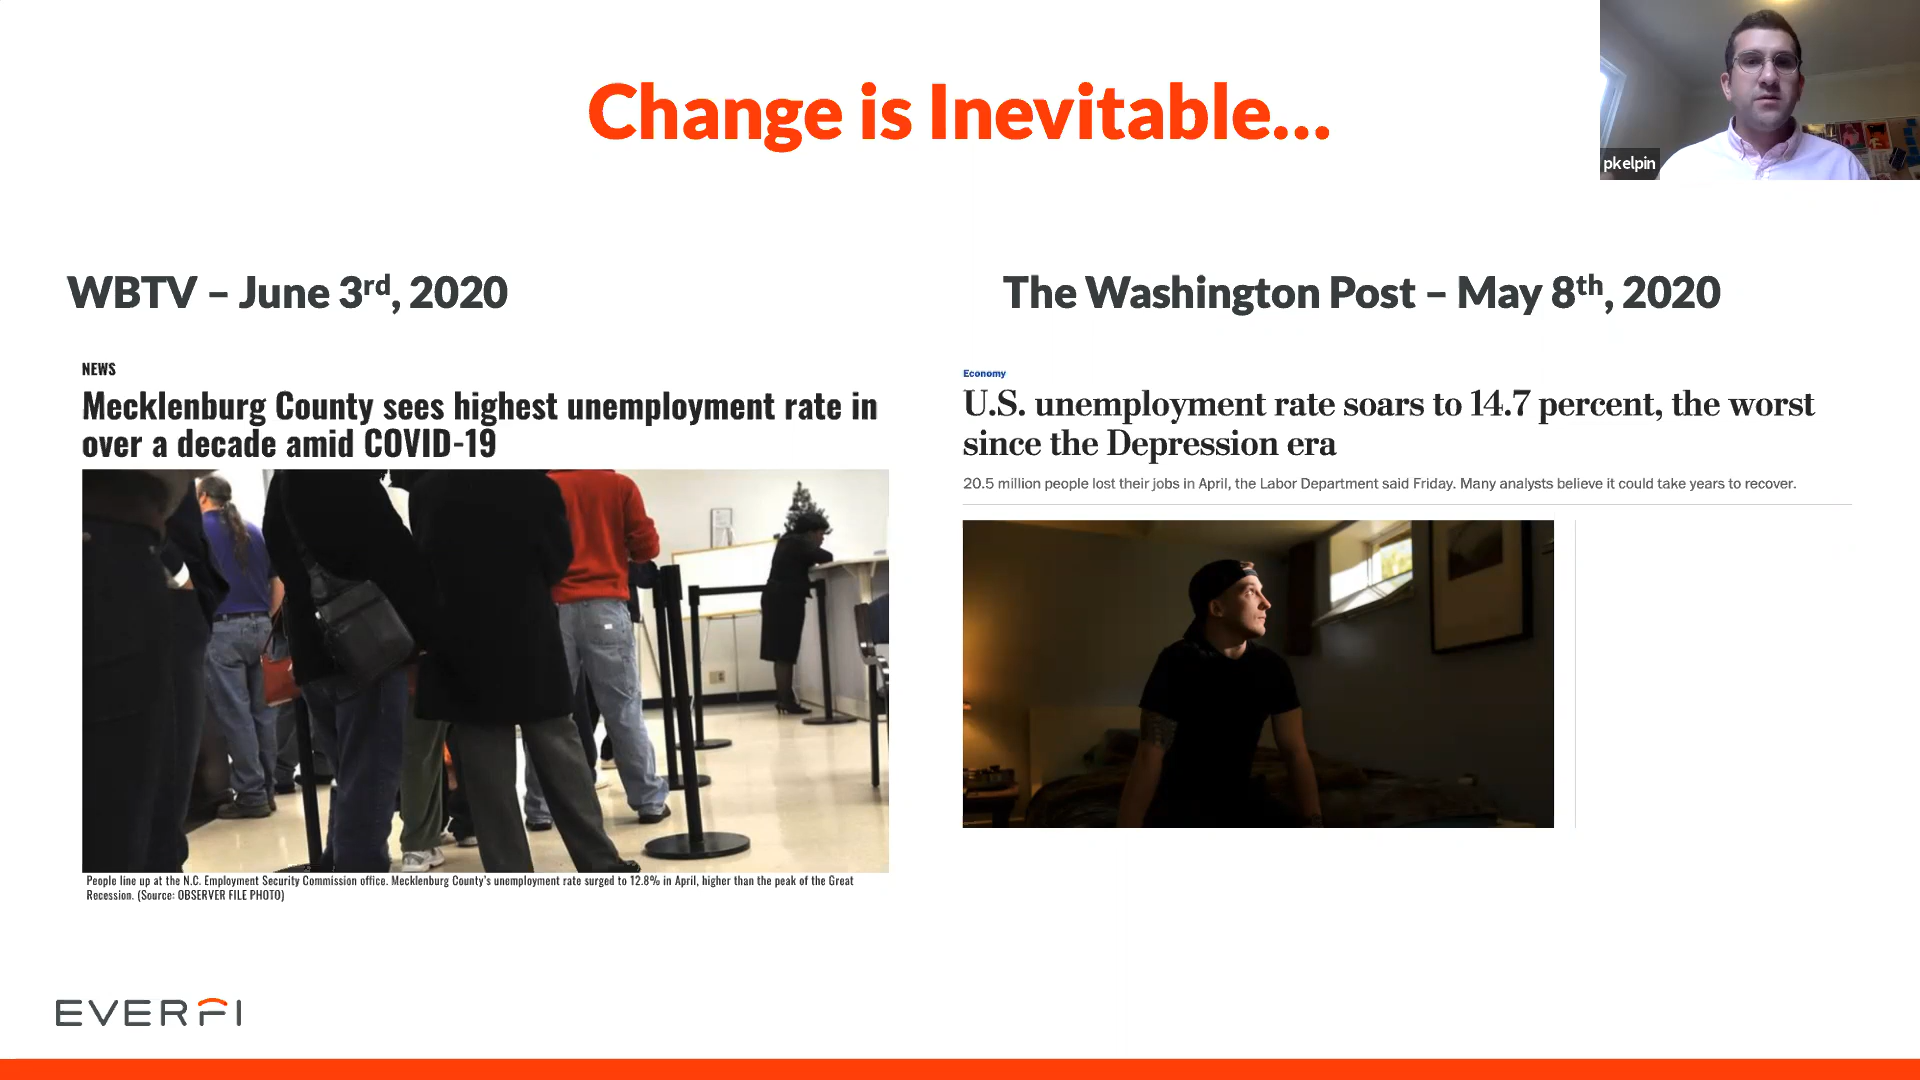 Change is Inevitable...
pkelpin
WBTV – June 3rd, 2020
NEWS
Mecklenburg County sees highest unemployment rate in
over a decade amid COVID-19
People line up at the N.C. Employment Security Commission office. Mecklenburg County's unemployment rate surged to 12.8% in April, higher than the peak of the Great
Recession. (Source: OBSERVER FILE PHOTO)
The Washington Post – May 8th, 2020
Economy
U.S. unemployment rate soars to 14.7 percent, the worst
since the Depression era
20.5 million people lost their jobs in April, the Labor Department said Friday. Many analysts believe it could take years to recover.
EVERFI